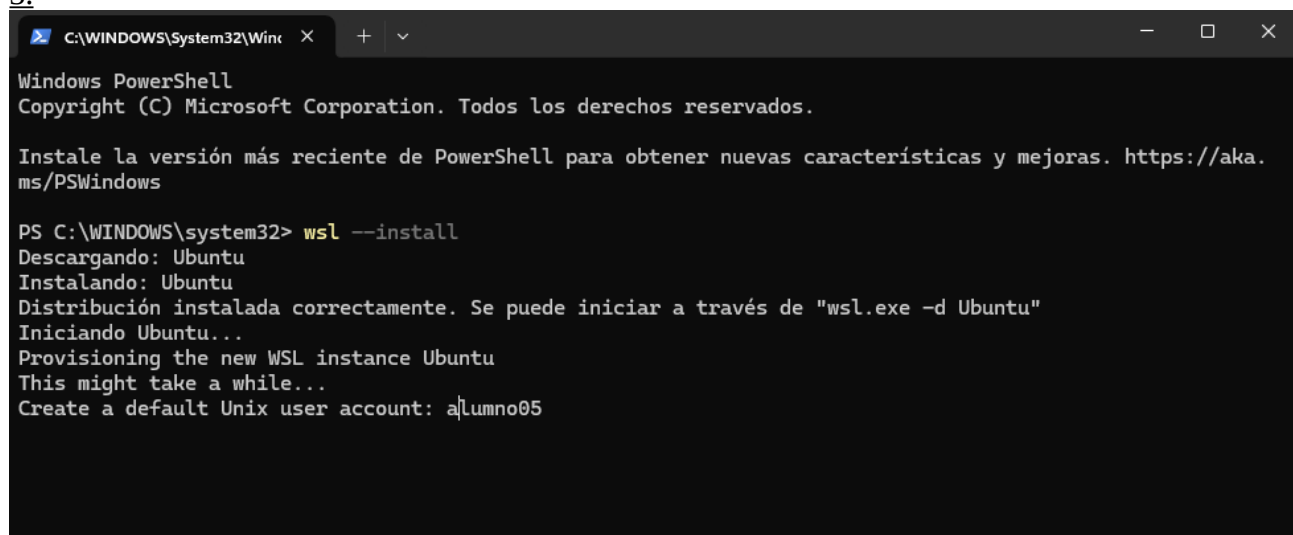 C:\WINDOWS\System32\Wind
Windows PowerShell
Copyright (C) Microsoft Corporation. Todos los derechos reservados.
Instale la versión más reciente de PowerShell para obtener nuevas características y mejoras. https://aka.
ms/PSWindows
PS C:\WINDOWS\system32> wsl --install
Descargando: Ubuntu
Instalando: Ubuntu
Distribución instalada correctamente. Se puede iniciar a través de "wsl.exe -d Ubuntu"
Iniciando Ubuntu...
Provisioning the new WSL instance Ubuntu
This might take a while...
Create a default Unix user account: alumno05